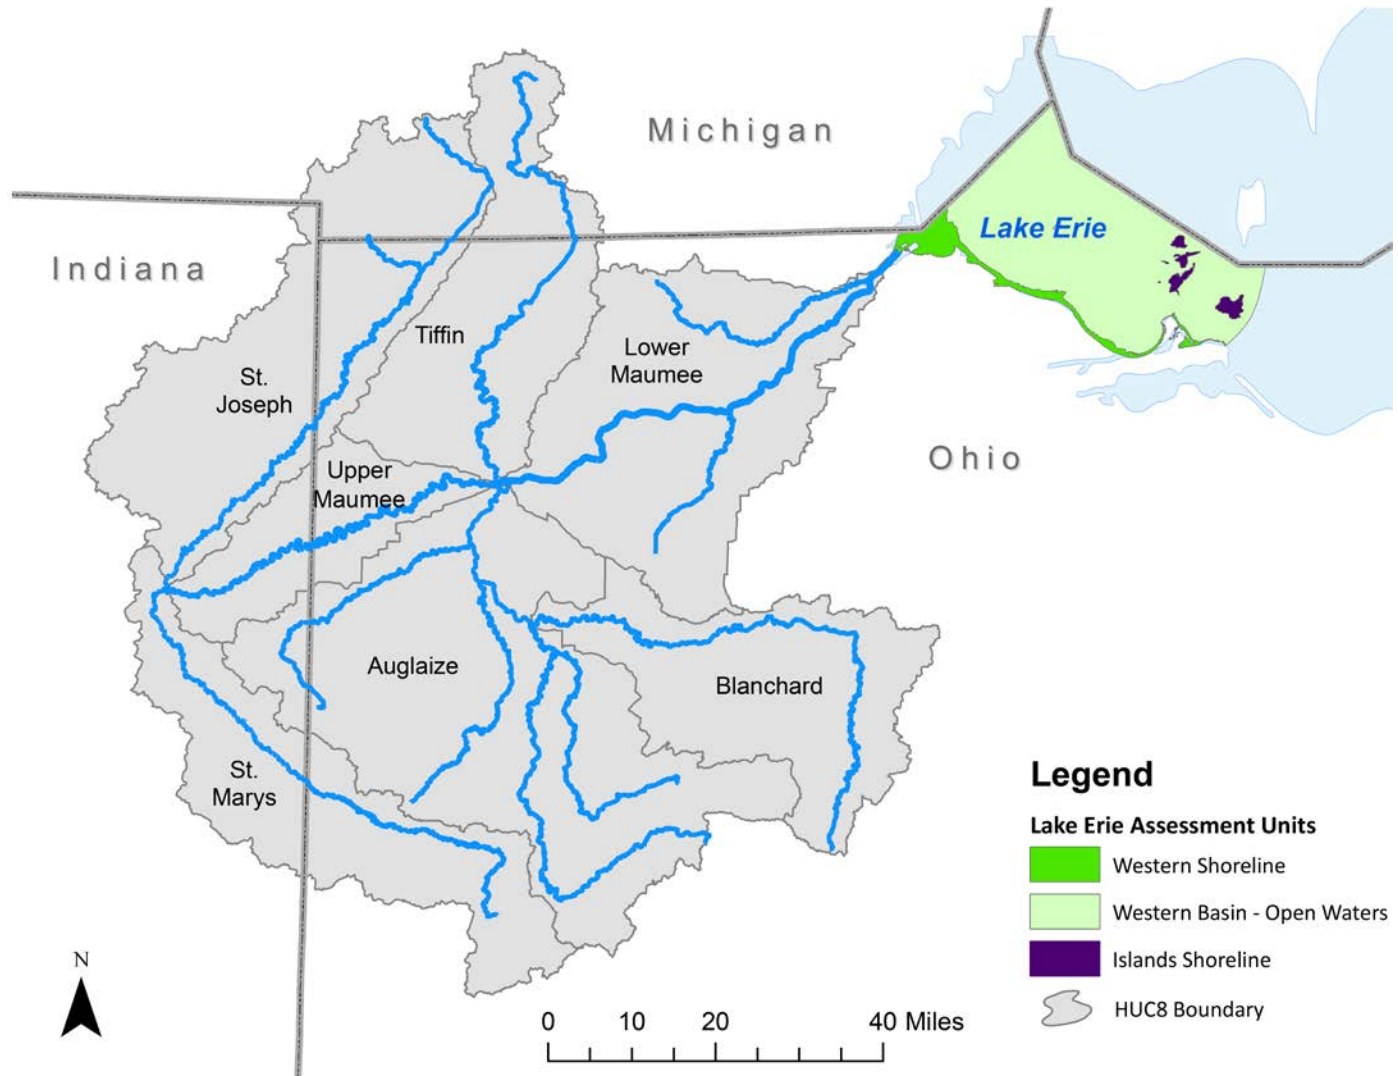 Michigan
Indiana
Lake Erie
Tiffin
Lower
Maumee
St.
Joseph
Ohio
Upper
Maumee
Auglaize
Blanchard
St.
Marys
Legend
Lake Erie Assessment Units
Western Shoreline
Western Basin - Open Waters
Islands Shoreline
HUC8 Boundary
N
0 10 20 40 Miles